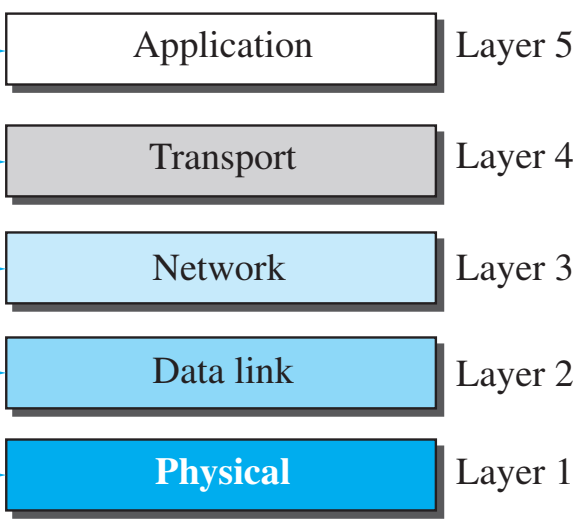 Application Layer 5
Transport Layer 4
Network Layer 3
Data link Layer 2
Physical Layer 1